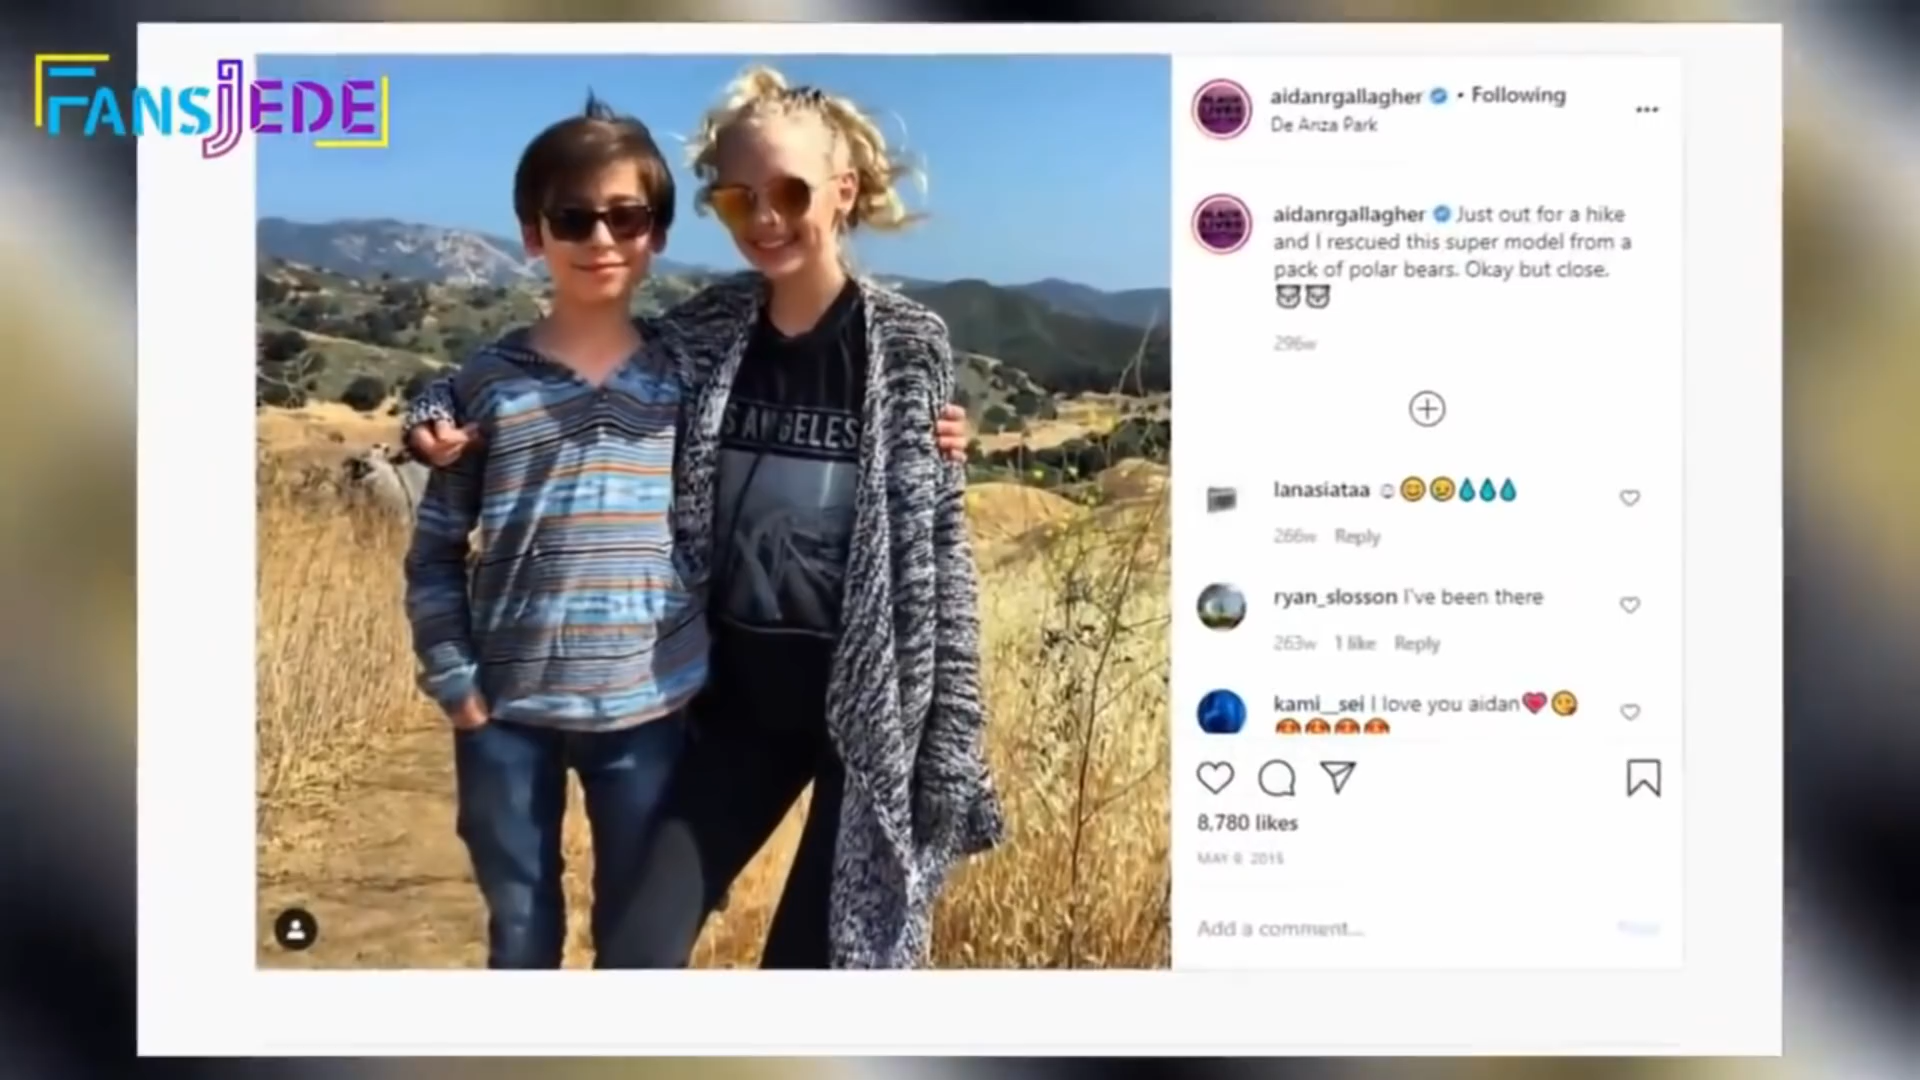 FANSJEDE
aidanrgallagher • Following
De Anza Park
aidanrgallagher Just out for a hike
and I rescued this super model from a
pack of polar bears. Okay but close.
296w
S ANGELES
lanasiataa
266w Reply
ryan_slosson I've been there
263w 1 like Reply
kami__sei I love you aidan
8,780 likes
MAY 9, 2015
Add a comment...